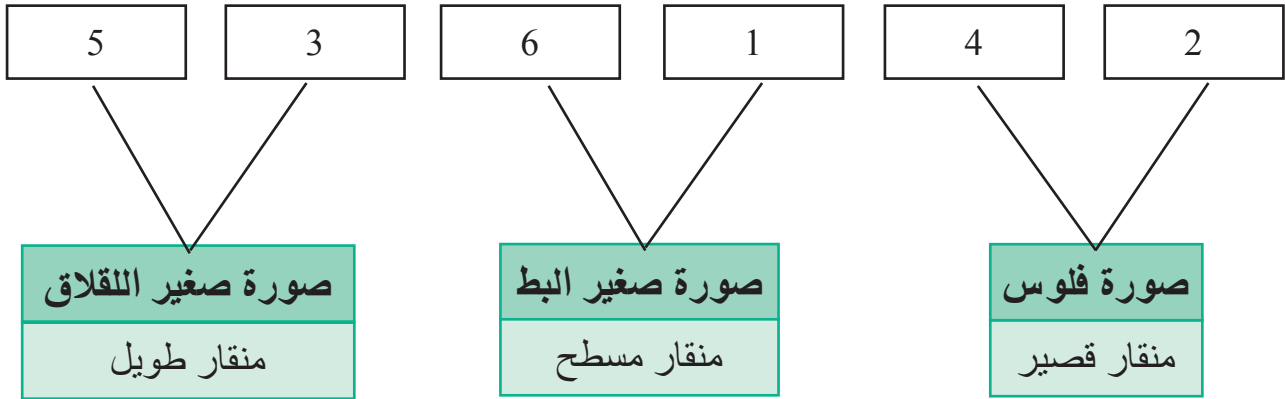 2 4 1 6 3 5
صورة فلوس
منقار قصير
صورة صغير البط
منقار مسطح
صورة صغير اللقلاق
منقار طويل